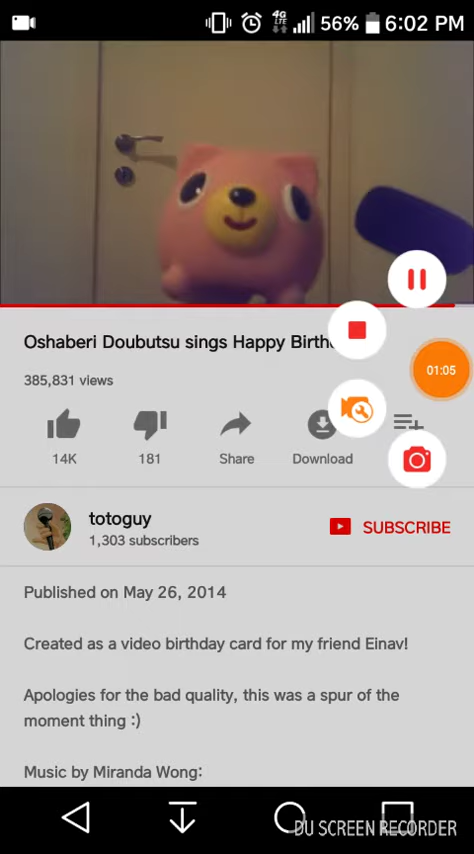 4G
LTE
56%
6:02 PM
Oshaberi Doubutsu sings Happy Birth
01:05
385,831 views
14K
181
Share
Download
totoguy
1,303 subscribers
SUBSCRIBE
Published on May 26, 2014
Created as a video birthday card for my friend Einav!
Apologies for the bad quality, this was a spur of the
moment thing :)
Music by Miranda Wong:
DU SCREEN RECORDER